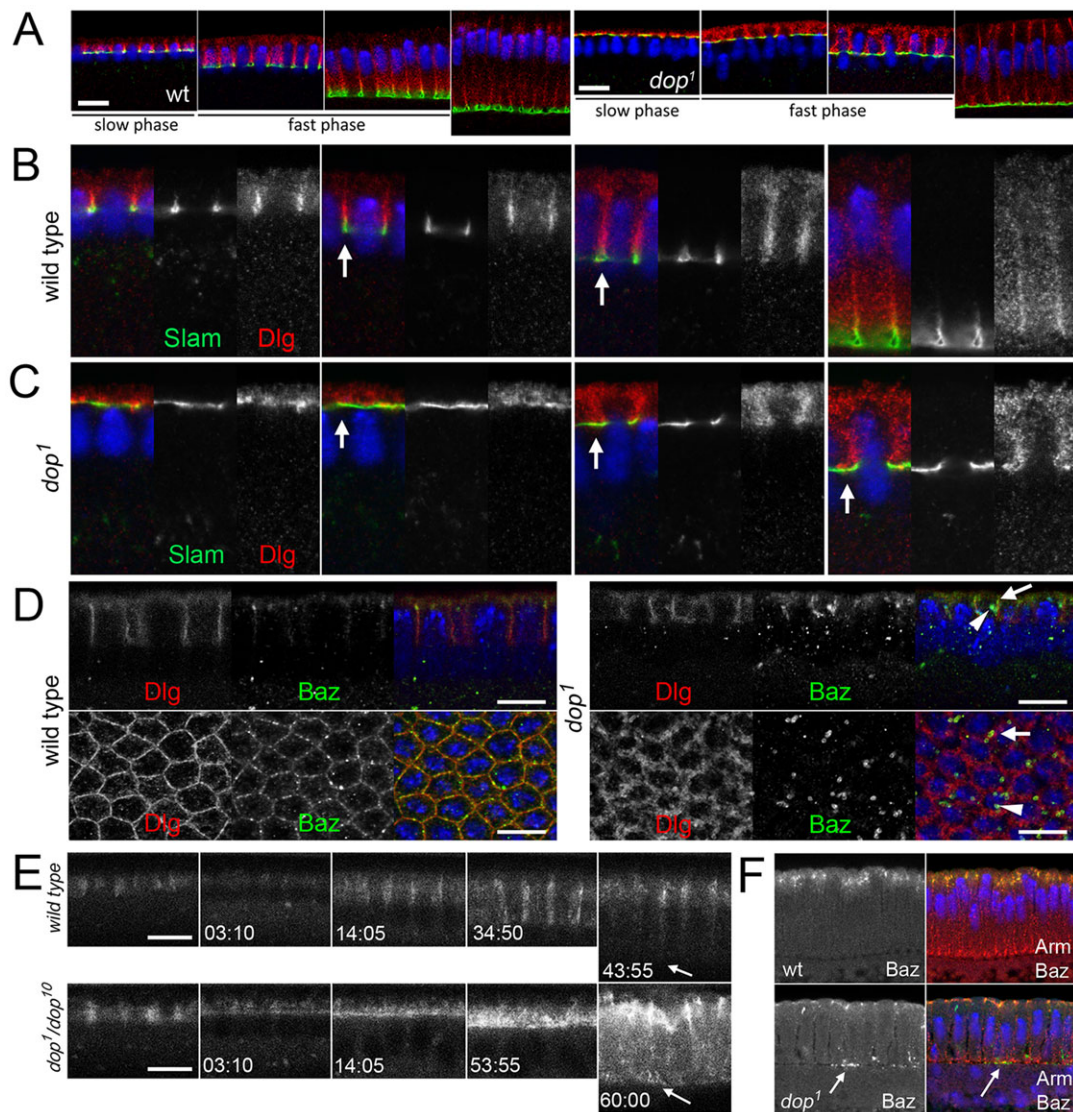 A
wt
dop1
slow phase
fast phase
slow phase
fast phase
B
wild type
Slam
Dlg
C
dop1
Slam
Dlg
D
wild type
Dlg
Baz
Dlg
Baz
dop1
Dlg
Baz
Dlg
Baz
E
wild type
03:10
14:05
34:50
43:55
dop1/dop10
03:10
14:05
53:55
60:00
F
wt
Baz
Arm
Baz
dop1
Baz
Arm
Baz